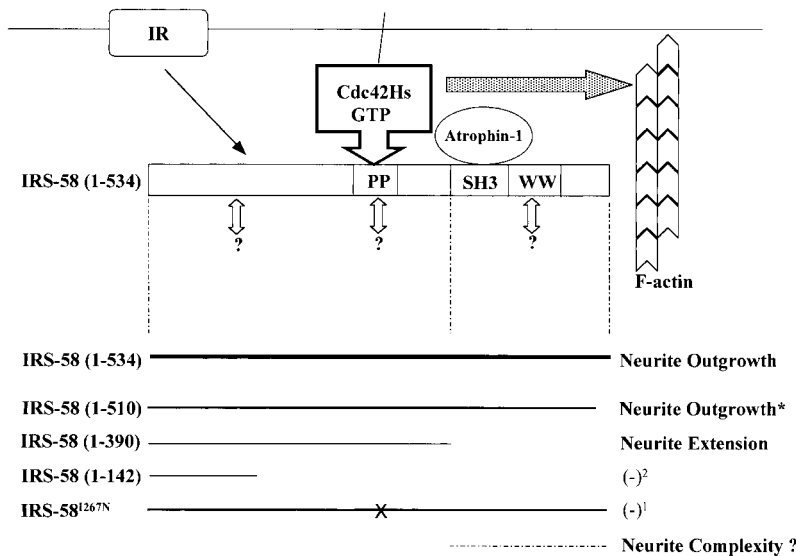 IR
Cdc42Hs
GTP
Atrophin-1
IRS-58 (1-534)
PP
SH3
WW
?
?
?
F-actin
IRS-58 (1-534)
Neurite Outgrowth
IRS-58 (1-510)
Neurite Outgrowth*
IRS-58 (1-390)
Neurite Extension
IRS-58 (1-142)
(-)²
IRS-58ᴵ²⁶⁷ᴺ
X
(-)¹
Neurite Complexity ?